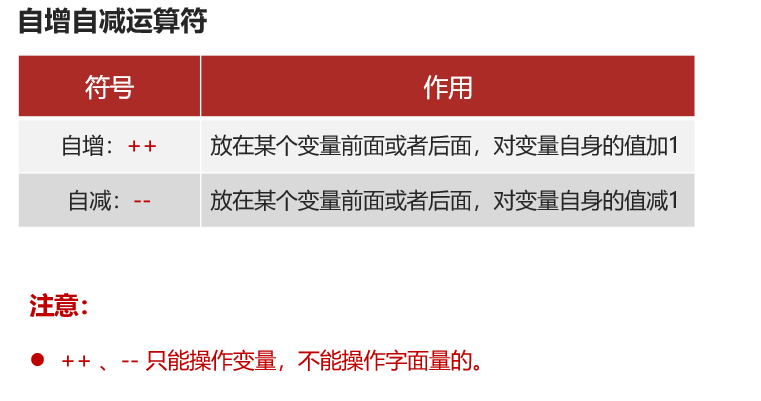 自增自减运算符
符号 作用
自增：++ 放在某个变量前面或者后面，对变量自身的值加1
自减：-- 放在某个变量前面或者后面，对变量自身的值减1
注意：
● ++ 、-- 只能操作变量，不能操作字面量的。